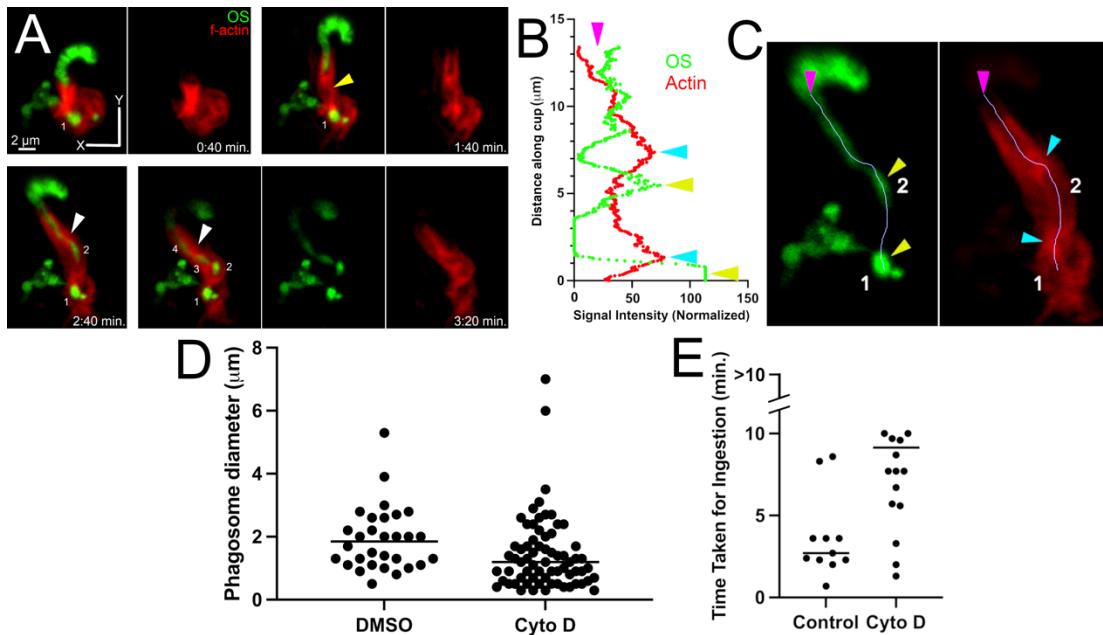 A
OS
f-actin
Y
X
2 μm
1
0:40 min.
1
1:40 min.
2
1
2:40 min.
4
3
2
1
3:20 min.
B
OS
Actin
Distance along cup (μm)
15
10
5
0
0 50 100 150
Signal Intensity (Normalized)
C
2
1
2
1
D
Phagosome diameter (μm)
8
6
4
2
0
DMSO Cyto D
E
Time Taken for Ingestion (min.)
>10
10
5
0
Control Cyto D